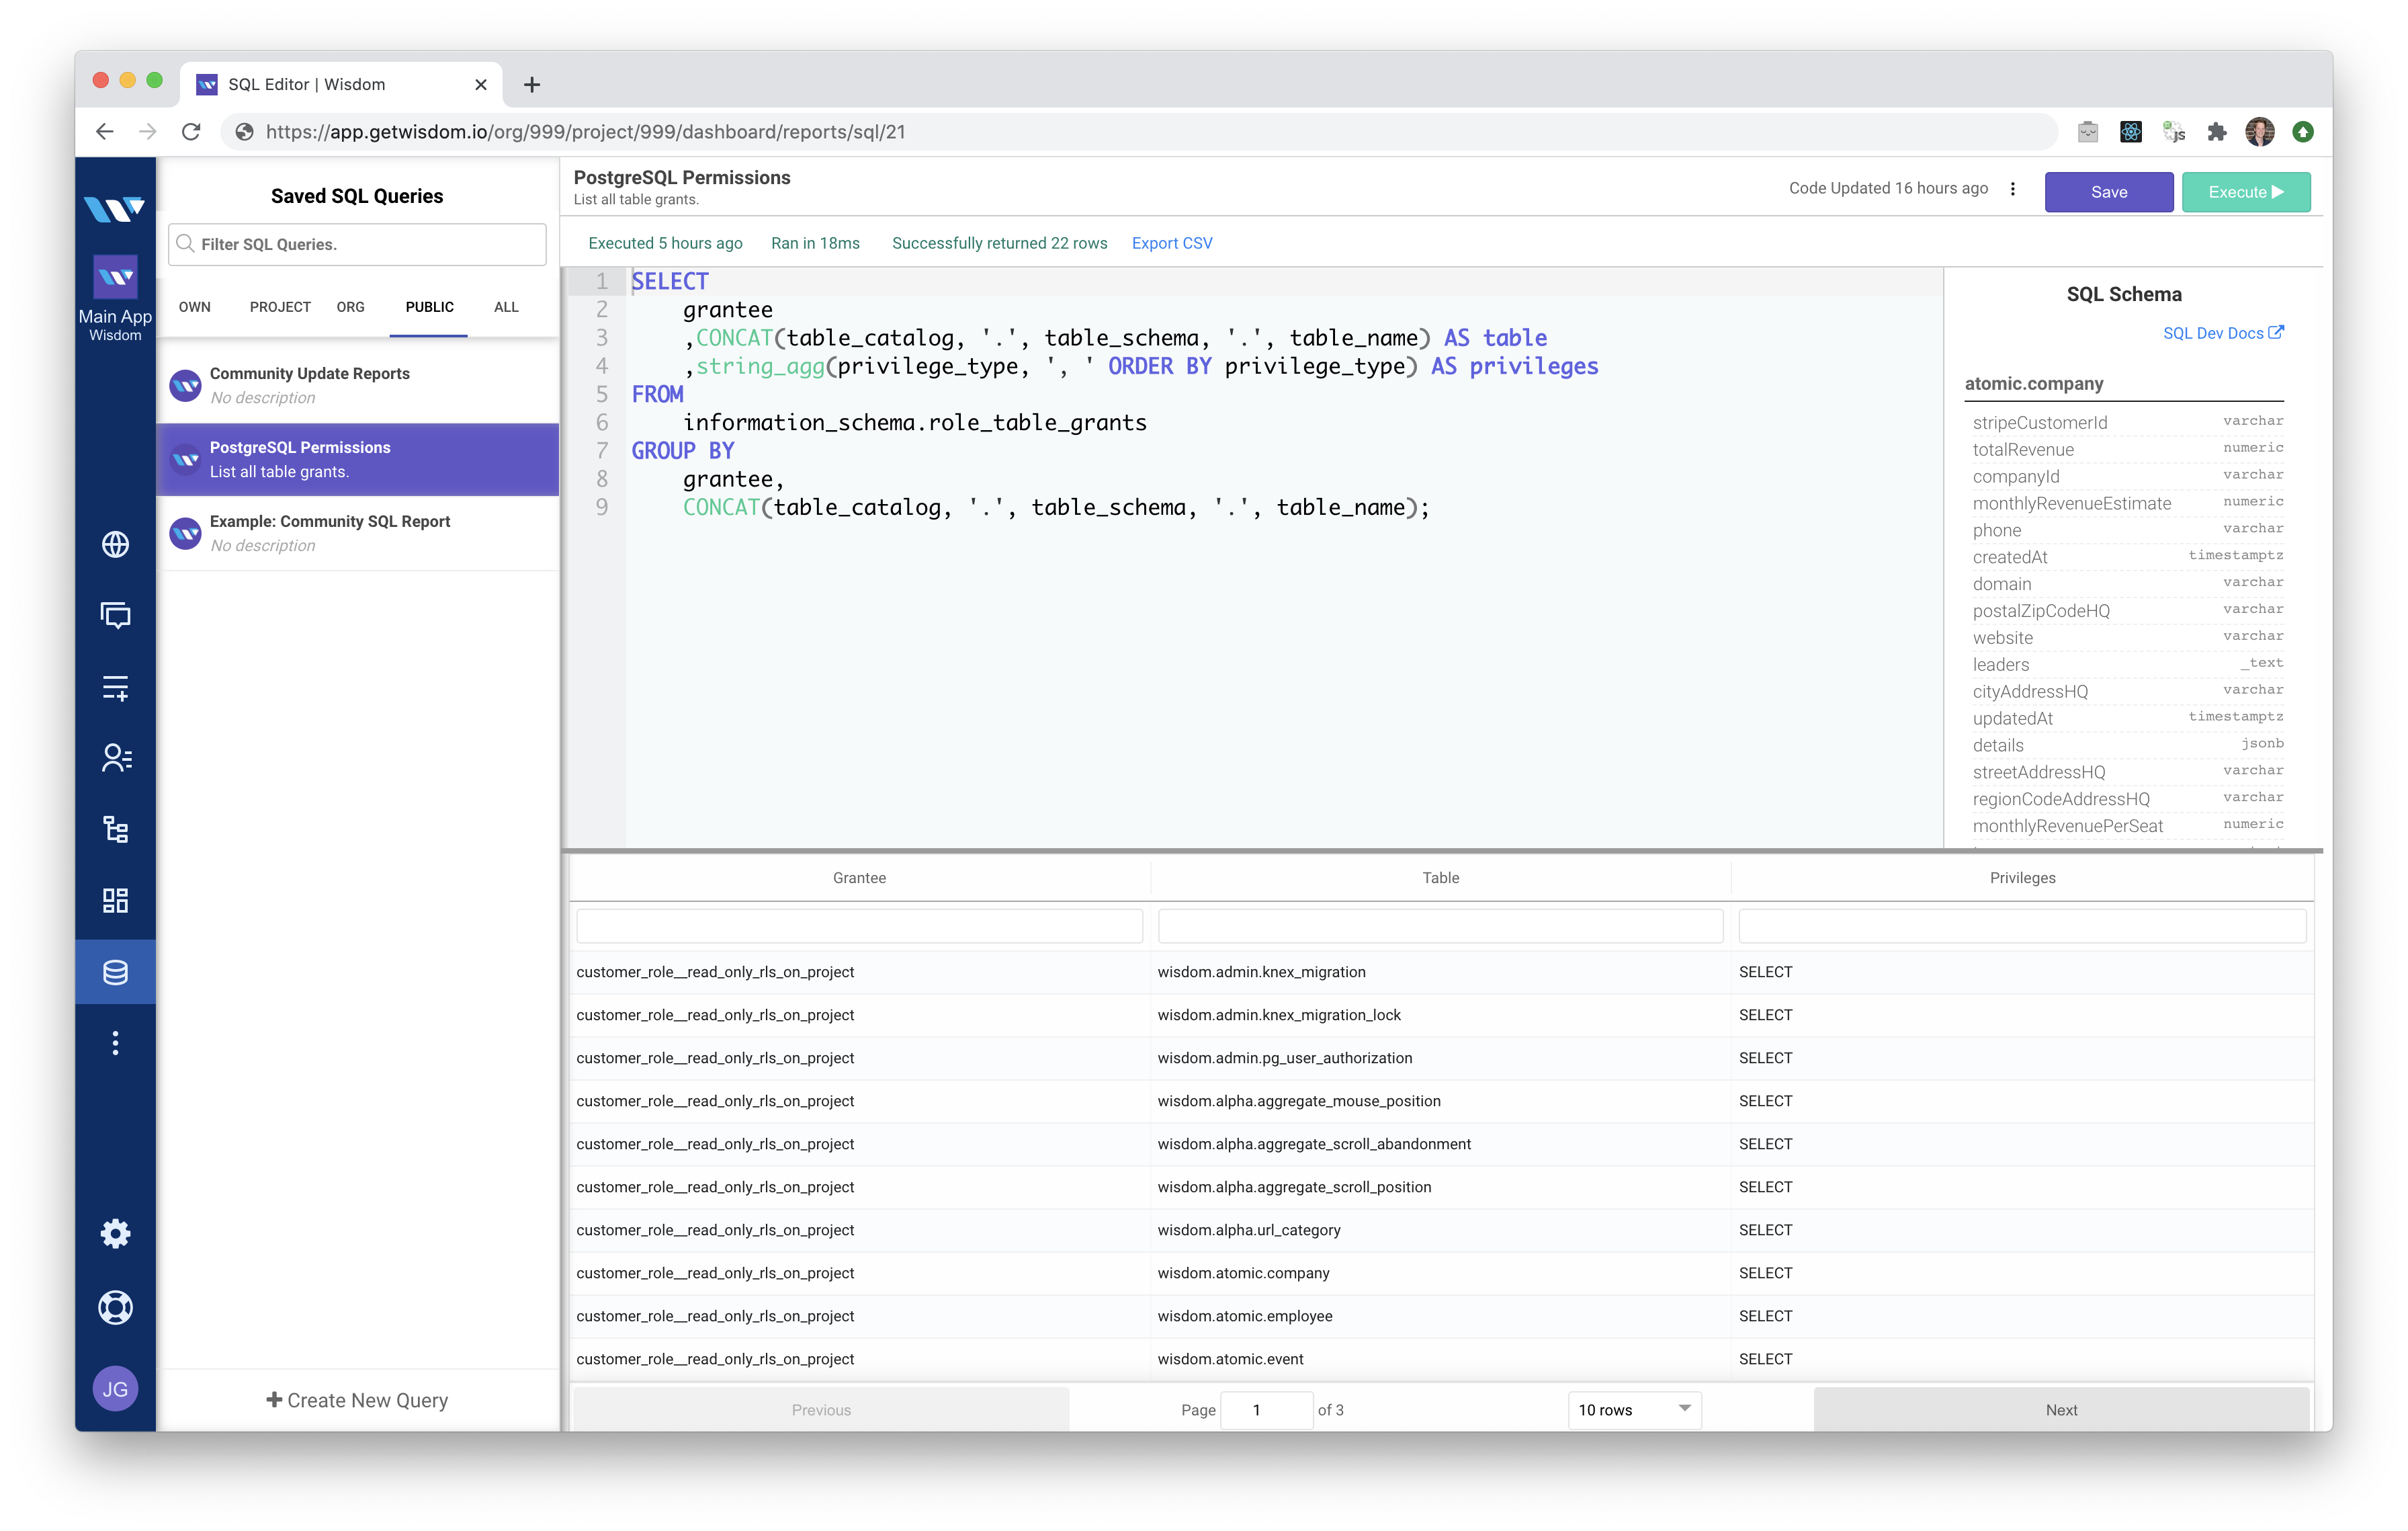 SQL Editor | Wisdom
https://app.getwisdom.io/org/999/project/999/dashboard/reports/sql/21
JS
Main App
Wisdom
JG
Saved SQL Queries
Filter SQL Queries.
OWN PROJECT ORG PUBLIC ALL
Community Update Reports
No description
PostgreSQL Permissions
List all table grants.
Example: Community SQL Report
No description
Create New Query
PostgreSQL Permissions
List all table grants.
Code Updated 16 hours ago
Save
Execute
Executed 5 hours ago Ran in 18ms Successfully returned 22 rows Export CSV
1 SELECT
2 grantee
3 ,CONCAT(table_catalog, '.', table_schema, '.', table_name) AS table
4 ,string_agg(privilege_type, ', ' ORDER BY privilege_type) AS privileges
5 FROM
6 information_schema.role_table_grants
7 GROUP BY
8 grantee,
9 CONCAT(table_catalog, '.', table_schema, '.', table_name);
SQL Schema
SQL Dev Docs
atomic.company
stripeCustomerId varchar
totalRevenue numeric
companyId varchar
monthlyRevenueEstimate numeric
phone varchar
createdAt timestamptz
domain varchar
postalZipCodeHQ varchar
website varchar
leaders _text
cityAddressHQ varchar
updatedAt timestamptz
details jsonb
streetAddressHQ varchar
regionCodeAddressHQ varchar
monthlyRevenuePerSeat numeric
Grantee Table Privileges
customer_role__read_only_rls_on_project wisdom.admin.knex_migration SELECT
customer_role__read_only_rls_on_project wisdom.admin.knex_migration_lock SELECT
customer_role__read_only_rls_on_project wisdom.admin.pg_user_authorization SELECT
customer_role__read_only_rls_on_project wisdom.alpha.aggregate_mouse_position SELECT
customer_role__read_only_rls_on_project wisdom.alpha.aggregate_scroll_abandonment SELECT
customer_role__read_only_rls_on_project wisdom.alpha.aggregate_scroll_position SELECT
customer_role__read_only_rls_on_project wisdom.alpha.url_category SELECT
customer_role__read_only_rls_on_project wisdom.atomic.company SELECT
customer_role__read_only_rls_on_project wisdom.atomic.employee SELECT
customer_role__read_only_rls_on_project wisdom.atomic.event SELECT
Previous Page 1 of 3 10 rows Next